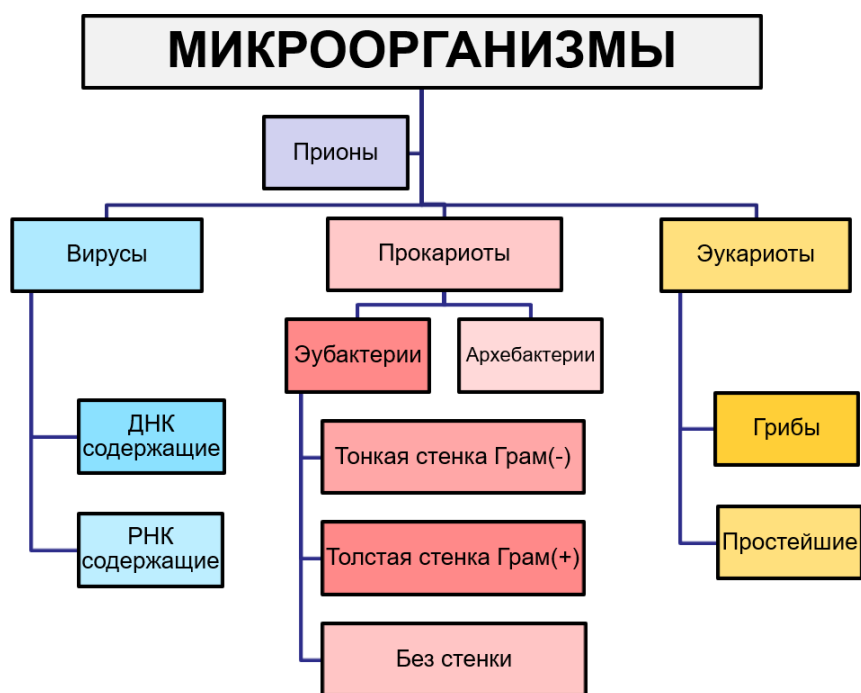 МИКРООРГАНИЗМЫ
Прионы
Вирусы
Прокариоты
Эукариоты
Эубактерии
Архебактерии
ДНК
содержащие
РНК
содержащие
Тонкая стенка Грам(-)
Толстая стенка Грам(+)
Без стенки
Грибы
Простейшие